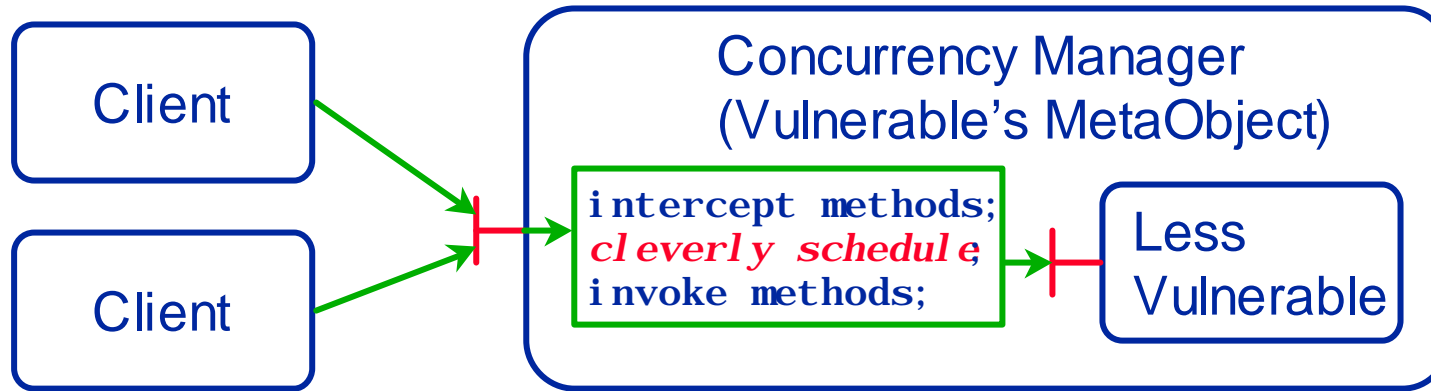 Client
Client
Concurrency Manager
(Vulnerable's MetaObject)
intercept methods;
cleverly schedule;
invoke methods;
Less
Vulnerable